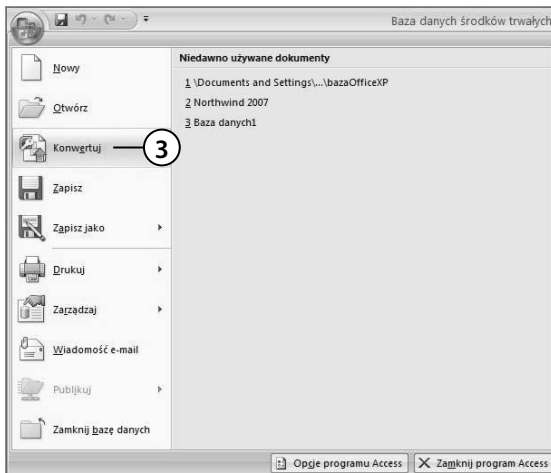 Baza danych środków trwałych
Nowy
Otwórz
Konwertuj
3
Zapisz
Zapisz jako
Drukuj
Zarządzaj
Wiadomość e-mail
Publikuj
Zamknij bazę danych
Niedawno używane dokumenty
1 \Documents and Settings\...\bazaOfficeXP
2 Northwind 2007
3 Baza danych1
Opcje programu Access
Zamknij program Access